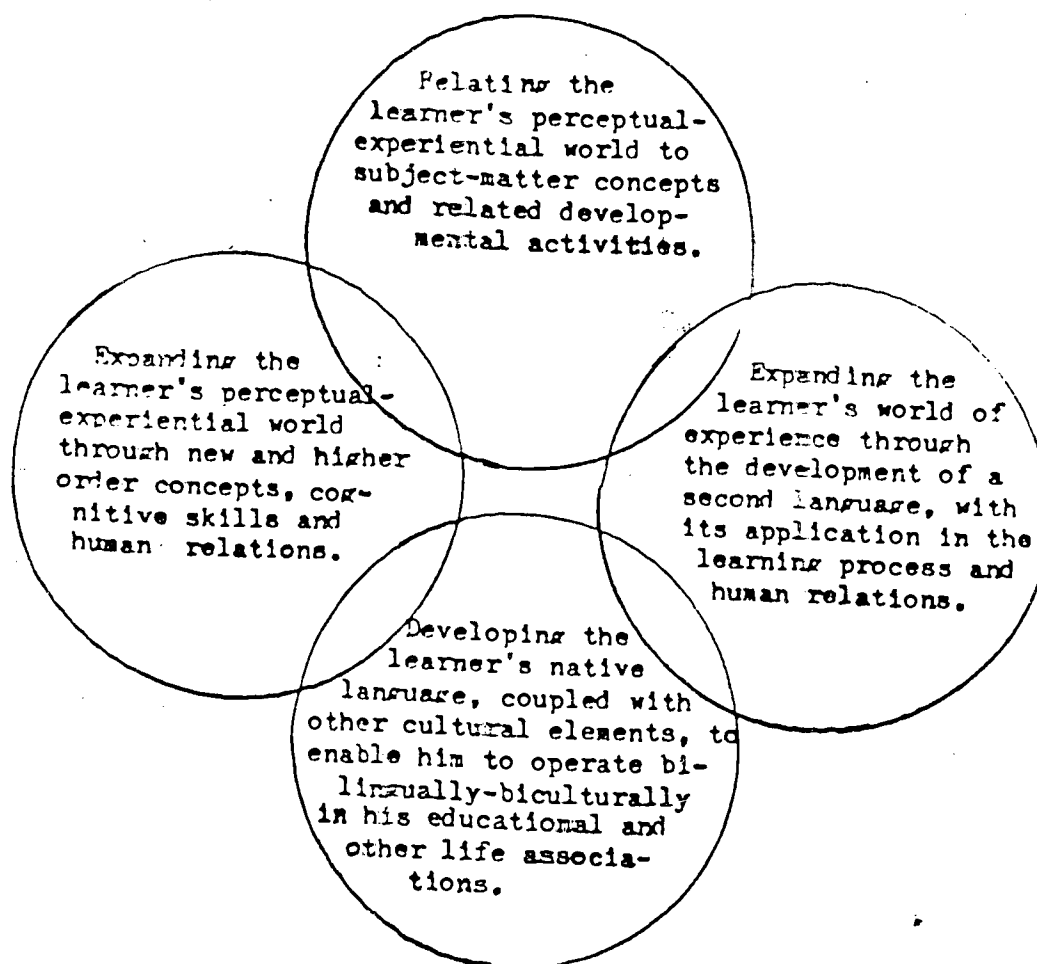 Relating the
learner's perceptual-
experiential world to
subject-matter concepts
and related develop-
mental activities.
Expanding the
learner's perceptual-
experiential world
through new and higher
order concepts, cog-
nitive skills and
human relations.
Expanding the
learner's world of
experience through
the development of a
second language, with
its application in the
learning process and
human relations.
Developing the
learner's native
language, coupled with
other cultural elements, to
enable him to operate bi-
lingually-biculturally
in his educational and
other life associa-
tions.